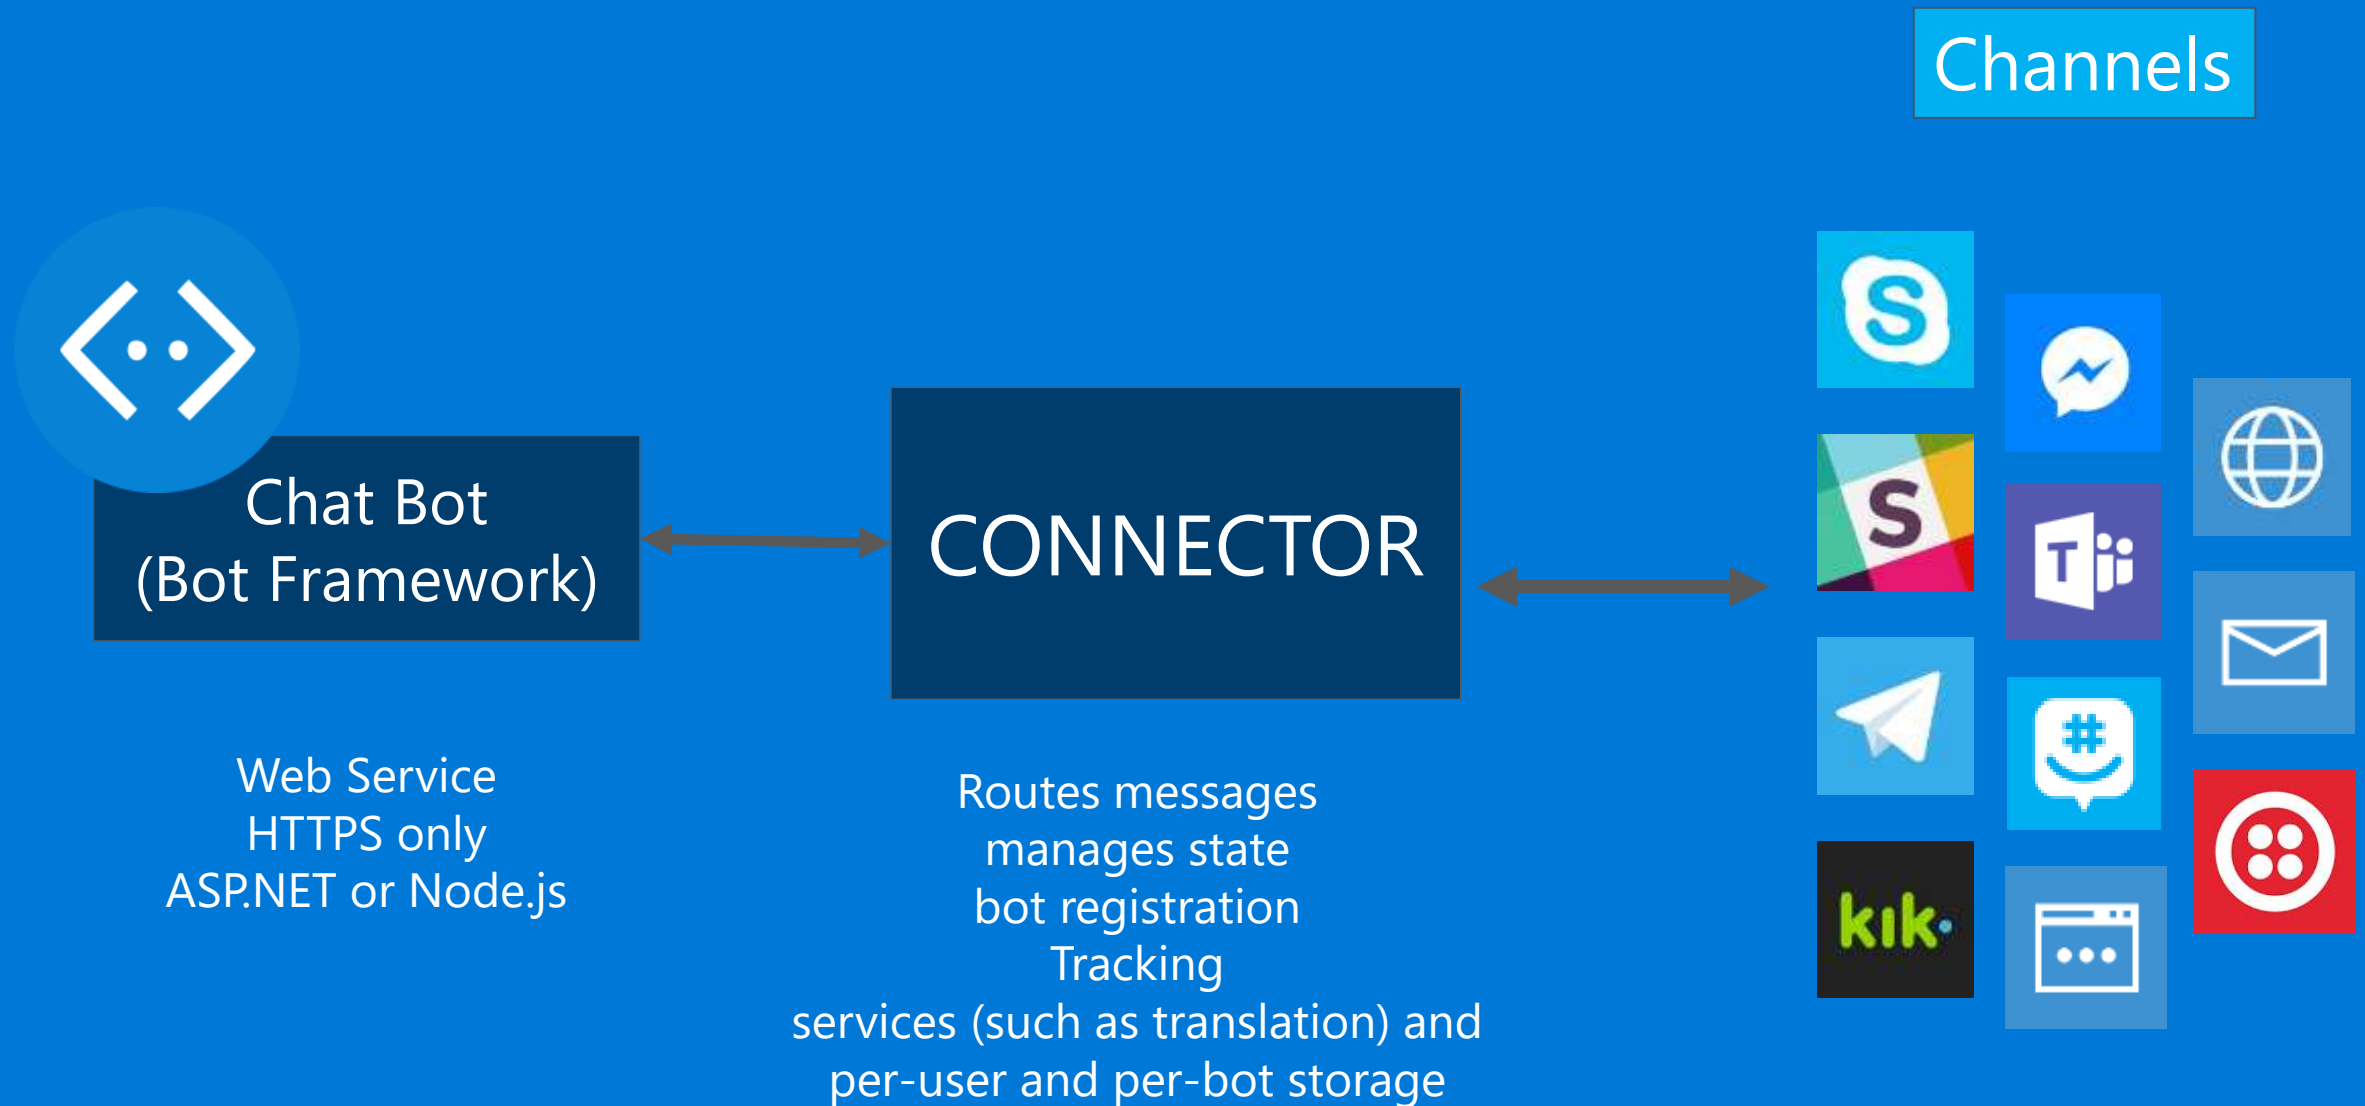 Channels
Chat Bot
(Bot Framework)
CONNECTOR
Web Service
HTTPS only
ASP.NET or Node.js
Routes messages
manages state
bot registration
Tracking
services (such as translation) and
per-user and per-bot storage
S
S
T
#
kik